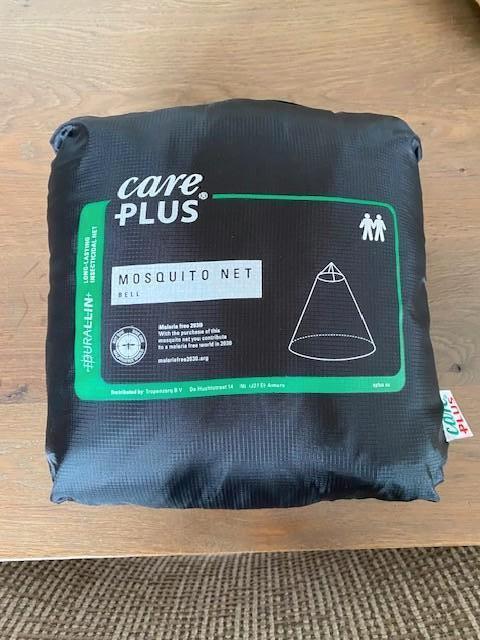 care®
PLUS
LONG-LASTING
INSECTICIDAL NET
DURALLIN+
MOSQUITO NET
BELL
Malaria free 2030
With the purchase of this
mosquito net you contribute
to a malaria free world in 2030
malariafree2030.org
Distributed by Tropenzorg B.V.
care
PLUS